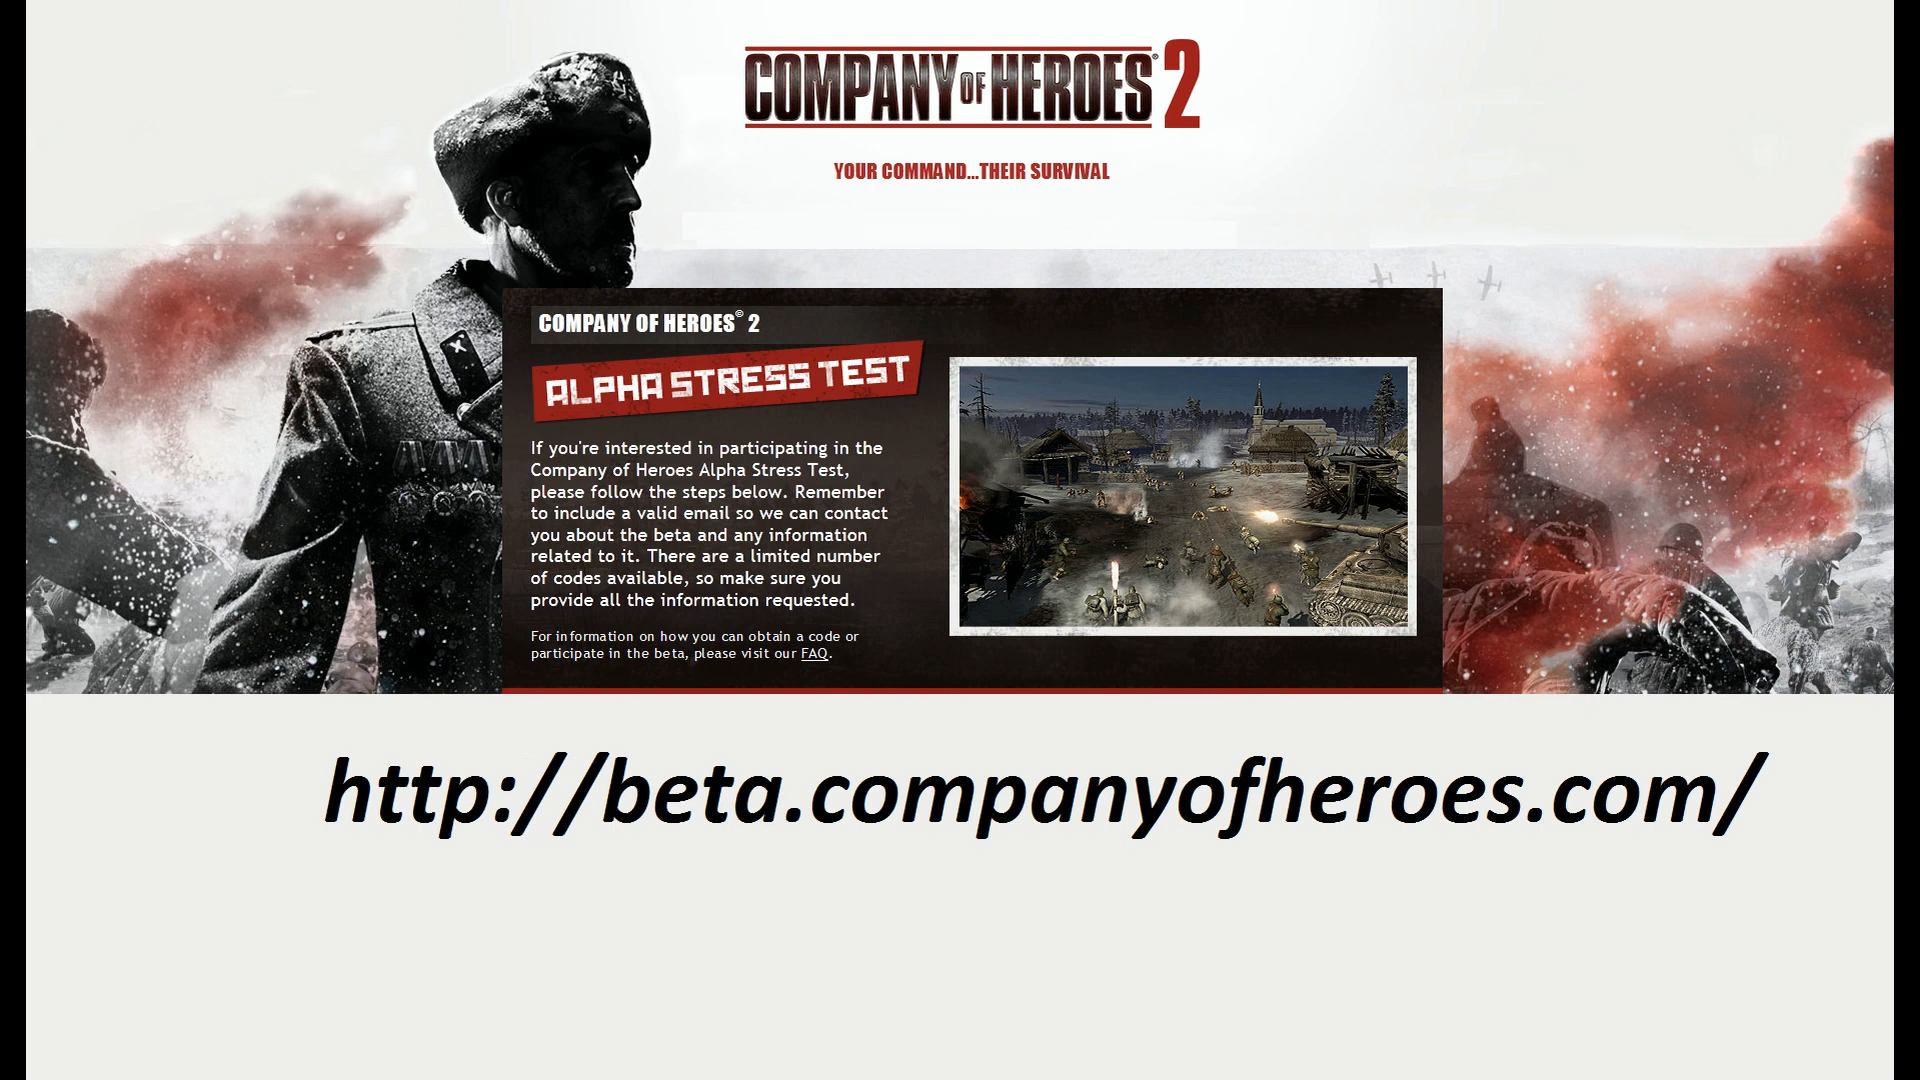 COMPANY OF HEROES® 2
YOUR COMMAND...THEIR SURVIVAL
COMPANY OF HEROES® 2
ALPHA STRESS TEST
If you're interested in participating in the
Company of Heroes Alpha Stress Test,
please follow the steps below. Remember
to include a valid email so we can contact
you about the beta and any information
related to it. There are a limited number
of codes available, so make sure you
provide all the information requested.
For information on how you can obtain a code or
participate in the beta, please visit our FAQ.
http://beta.companyofheroes.com/